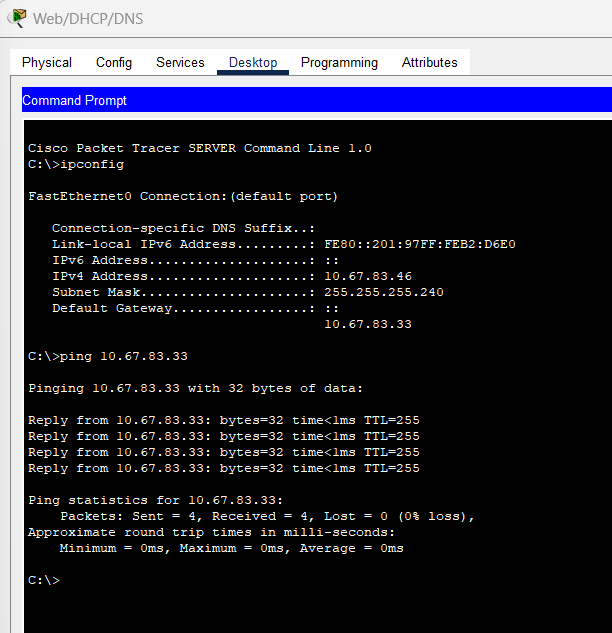 Web/DHCP/DNS
Physical Config Services Desktop Programming Attributes
Command Prompt
Cisco Packet Tracer SERVER Command Line 1.0
C:\>ipconfig
FastEthernet0 Connection:(default port)
Connection-specific DNS Suffix..:
Link-local IPv6 Address.........: FE80::201:97FF:FEB2:D6E0
IPv6 Address....................: ::
IPv4 Address....................: 10.67.83.46
Subnet Mask.....................: 255.255.255.240
Default Gateway.................: ::
10.67.83.33
C:\>ping 10.67.83.33
Pinging 10.67.83.33 with 32 bytes of data:
Reply from 10.67.83.33: bytes=32 time<1ms TTL=255
Reply from 10.67.83.33: bytes=32 time<1ms TTL=255
Reply from 10.67.83.33: bytes=32 time<1ms TTL=255
Reply from 10.67.83.33: bytes=32 time<1ms TTL=255
Ping statistics for 10.67.83.33:
Packets: Sent = 4, Received = 4, Lost = 0 (0% loss),
Approximate round trip times in milli-seconds:
Minimum = 0ms, Maximum = 0ms, Average = 0ms
C:\>